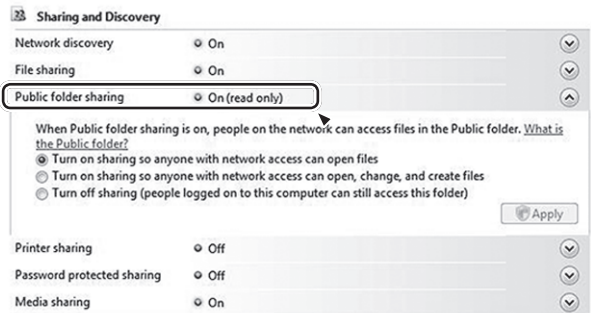 Sharing and Discovery
Network discovery On
File sharing On
Public folder sharing On (read only)
When Public folder sharing is on, people on the network can access files in the Public folder. What is
the Public folder?
Turn on sharing so anyone with network access can open files
Turn on sharing so anyone with network access can open, change, and create files
Turn off sharing (people logged on to this computer can still access this folder)
Apply
Printer sharing Off
Password protected sharing Off
Media sharing On